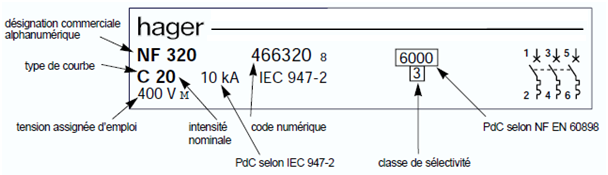 désignation commerciale
alphanumérique
hager
NF 320
466320 8
6000
1 3 5
type de courbe
C 20
10 kA
IEC 947-2
3
400 V M
2 4 6
tension assignée d'emploi
intensité
nominale
code numérique
PdC selon NF EN 60898
PdC selon IEC 947-2
classe de sélectivité